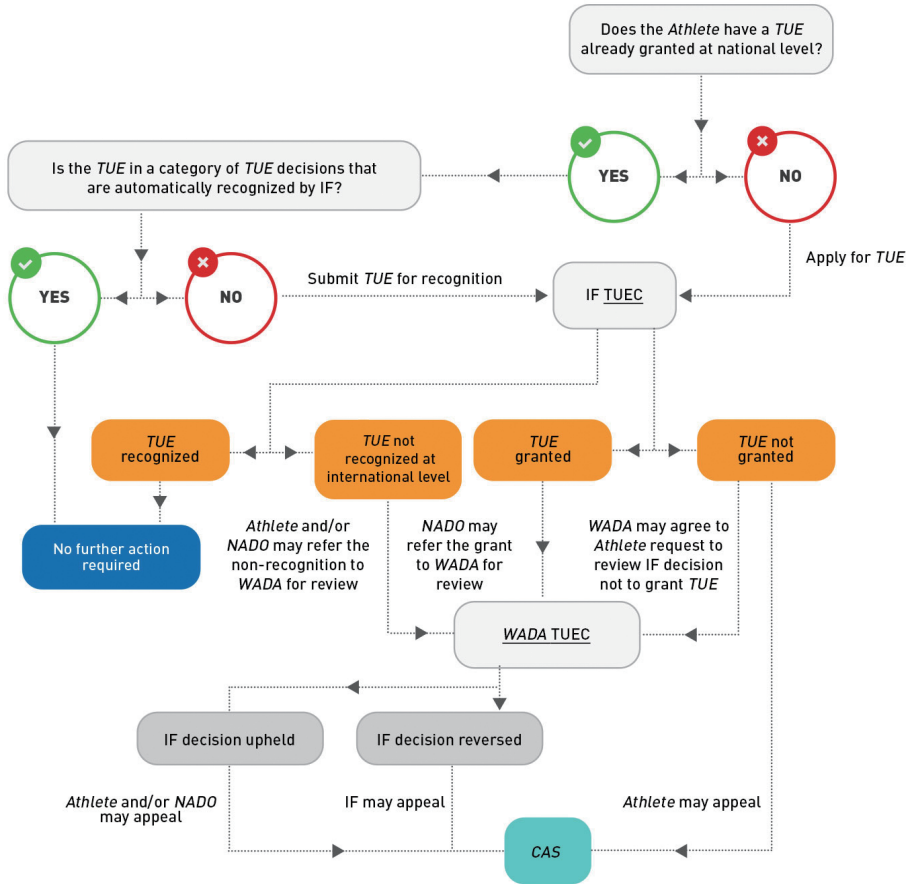 Does the Athlete have a TUE
already granted at national level?
YES
NO
Is the TUE in a category of TUE decisions that
are automatically recognized by IF?
YES
NO
Submit TUE for recognition
Apply for TUE
IF TUEC
TUE
recognized
TUE not
recognized at
international level
TUE
granted
TUE not
granted
No further action
required
Athlete and/or
NADO may refer the
non-recognition to
WADA for review
NADO may
refer the grant
to WADA for
review
WADA may agree to
Athlete request to
review IF decision
not to grant TUE
WADA TUEC
IF decision upheld
IF decision reversed
Athlete and/or NADO
may appeal
IF may appeal
Athlete may appeal
CAS